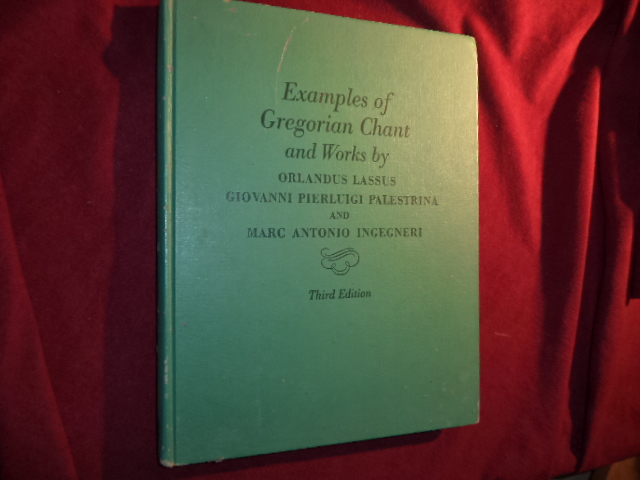 Examples of
Gregorian Chant
and Works by
ORLANDUS LASSUS
GIOVANNI PIERLUIGI PALESTRINA
AND
MARC ANTONIO INGEGNERI
Third Edition